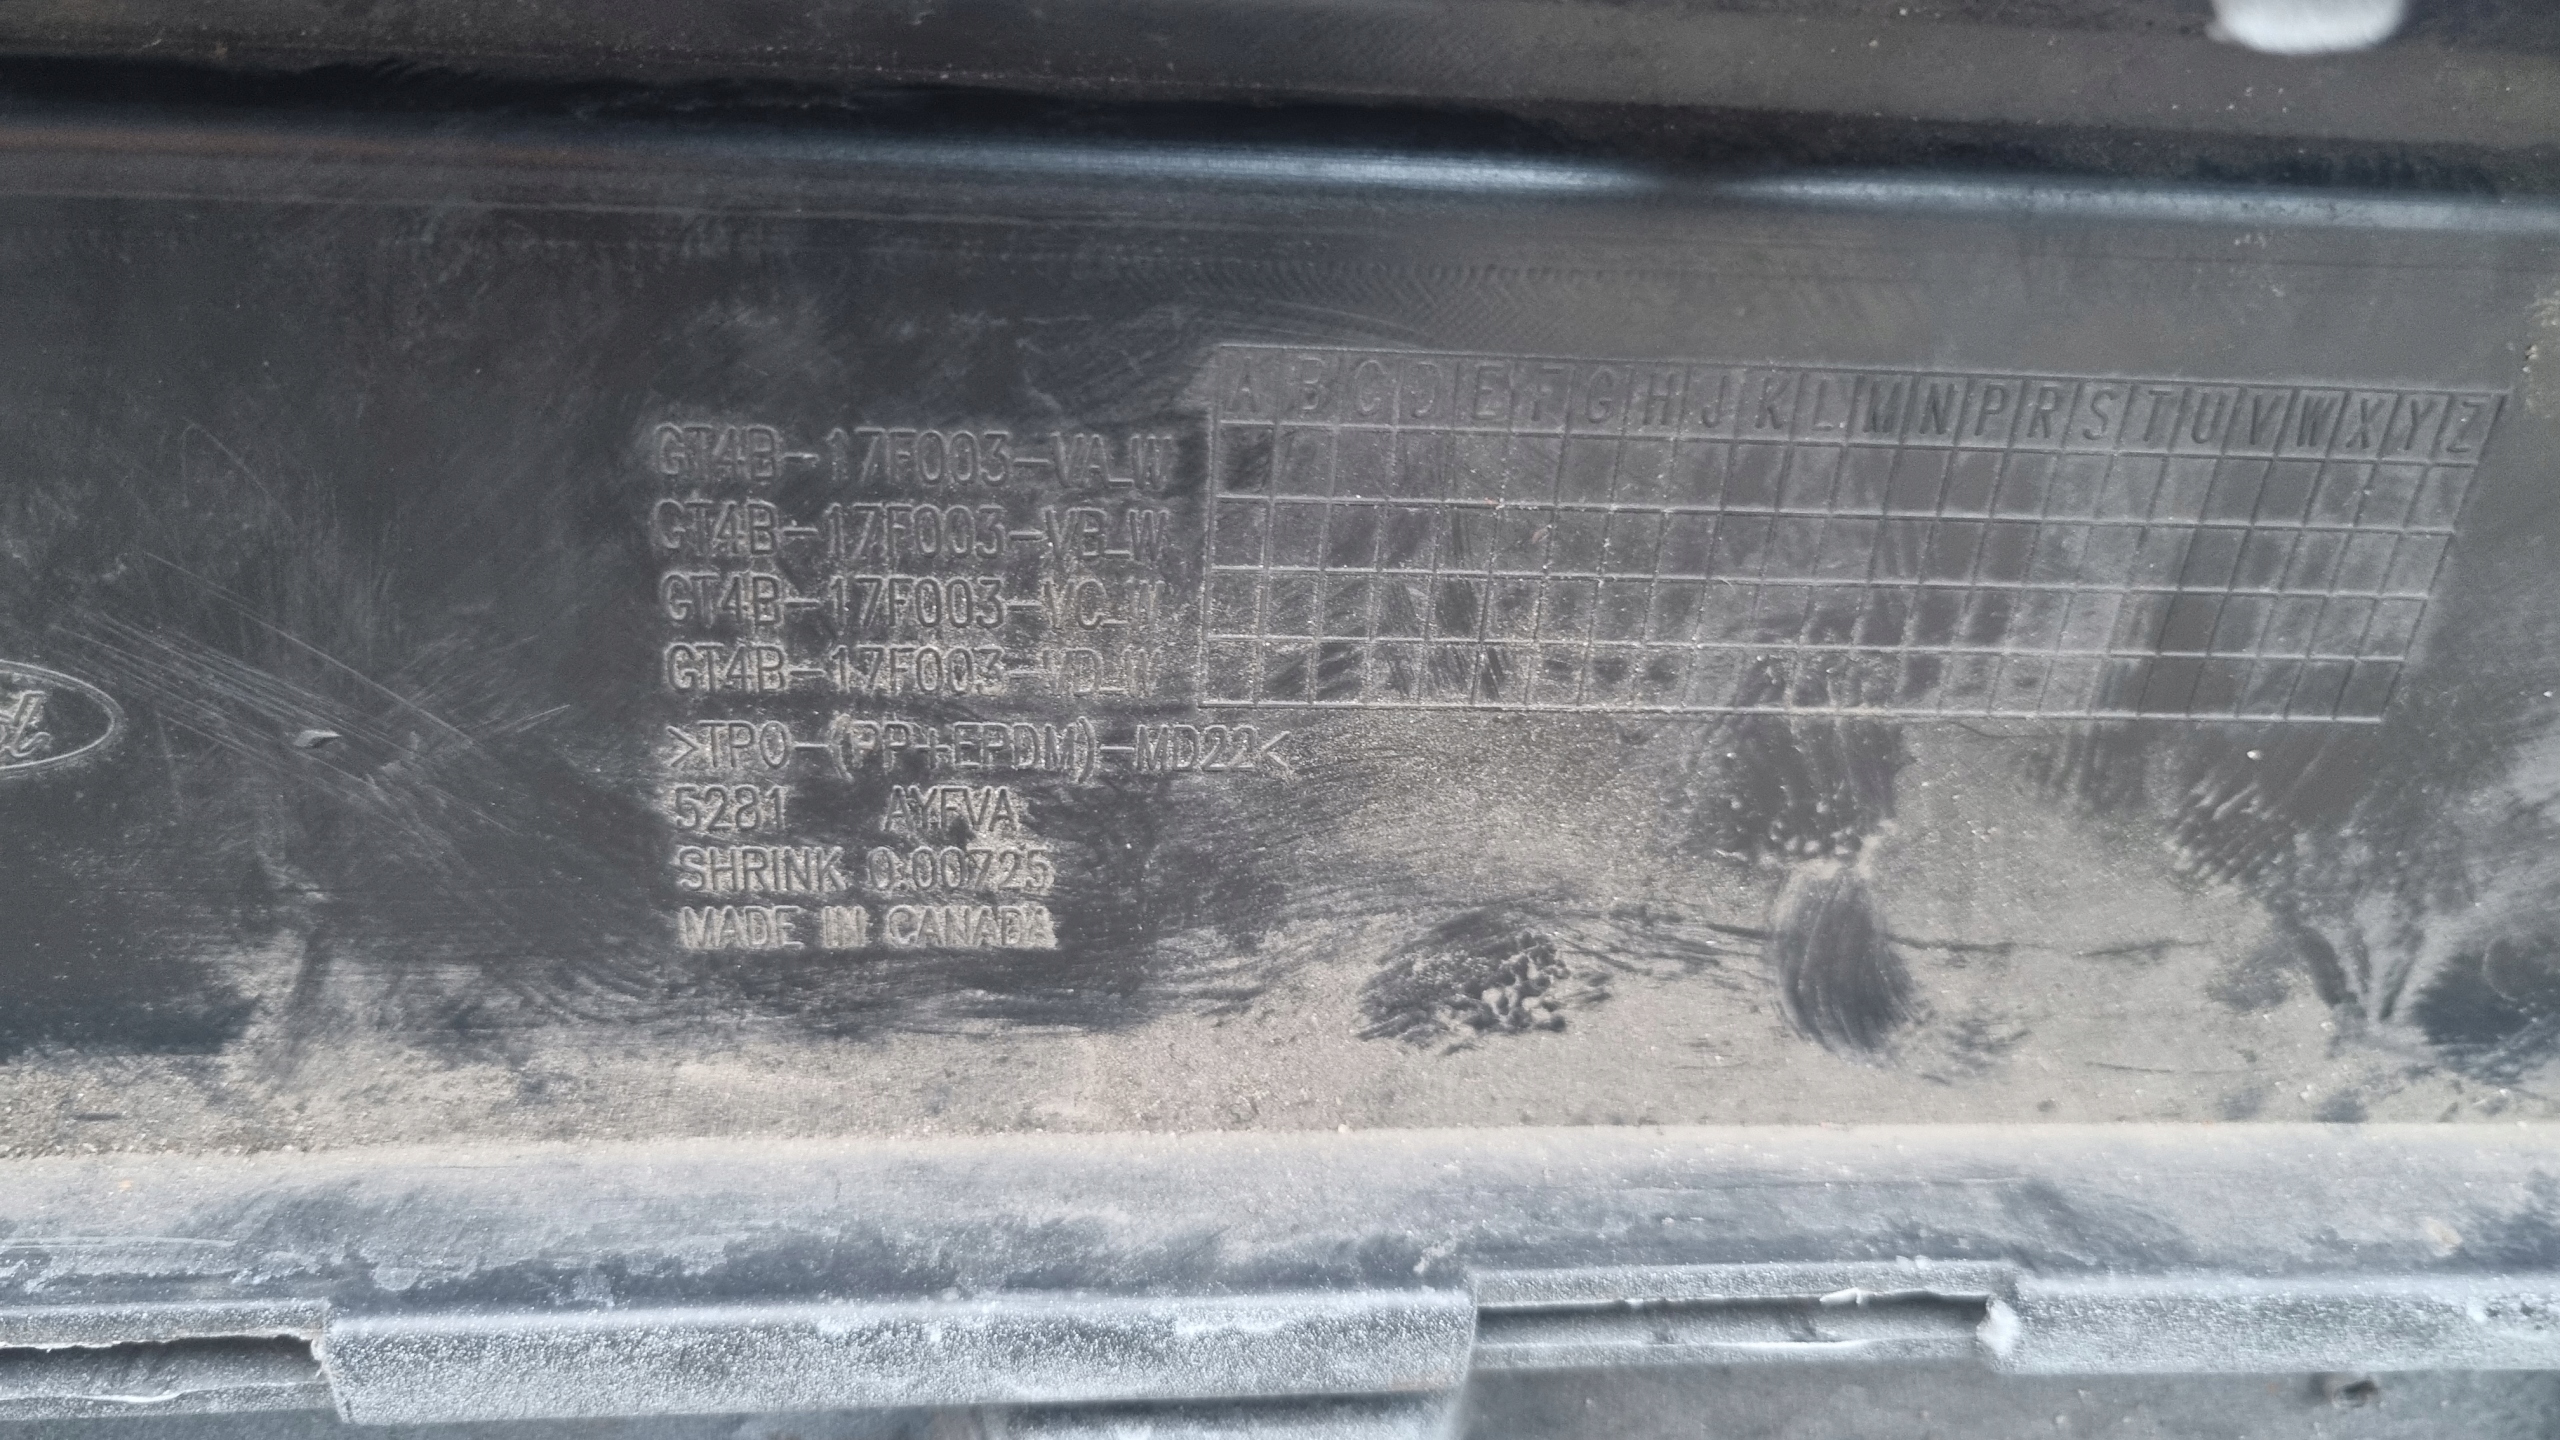 A B C D E F G H J K L M N P R S T U V W X Y Z
GT4B-17F003-VA_W
GT4B-17F003-VB_W
GT4B-17F003-VC_W
GT4B-17F003-VD_W
>TPO-(PP+EPDM)-MD22<
5281 AYFVA
SHRINK 0.00725
MADE IN CANADA